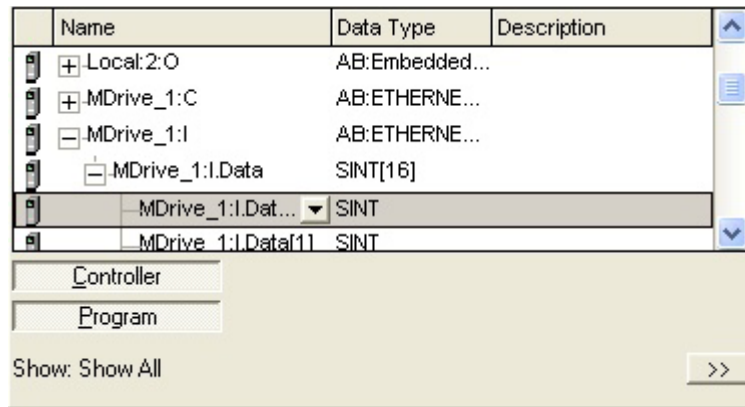 Name Data Type Description
Local:2:O AB:Embedded...
MDrive_1:C AB:ETHERNE...
MDrive_1:I AB:ETHERNE...
MDrive_1:I.Data SINT[16]
MDrive_1:I.Dat... SINT
MDrive_1:I.Data[1] SINT
Controller
Program
Show: Show All >>